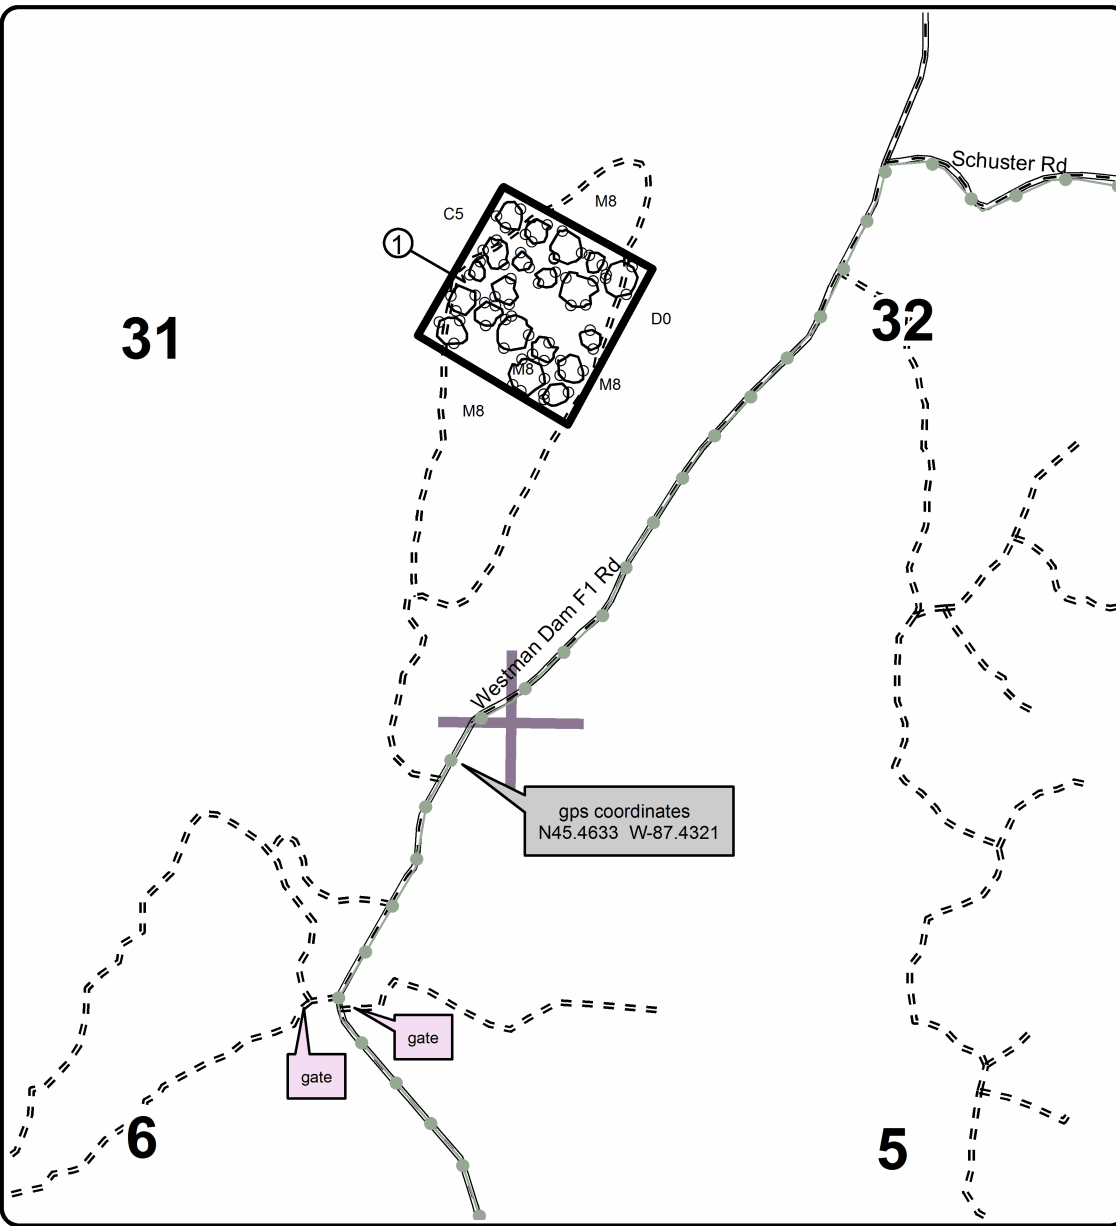 Schuster Rd
M8
C5
1
31
32
D0
M8
M8
M8
Westman Dam F1 Rd
gps coordinates
N45.4633 W-87.4321
gate
gate
6
5